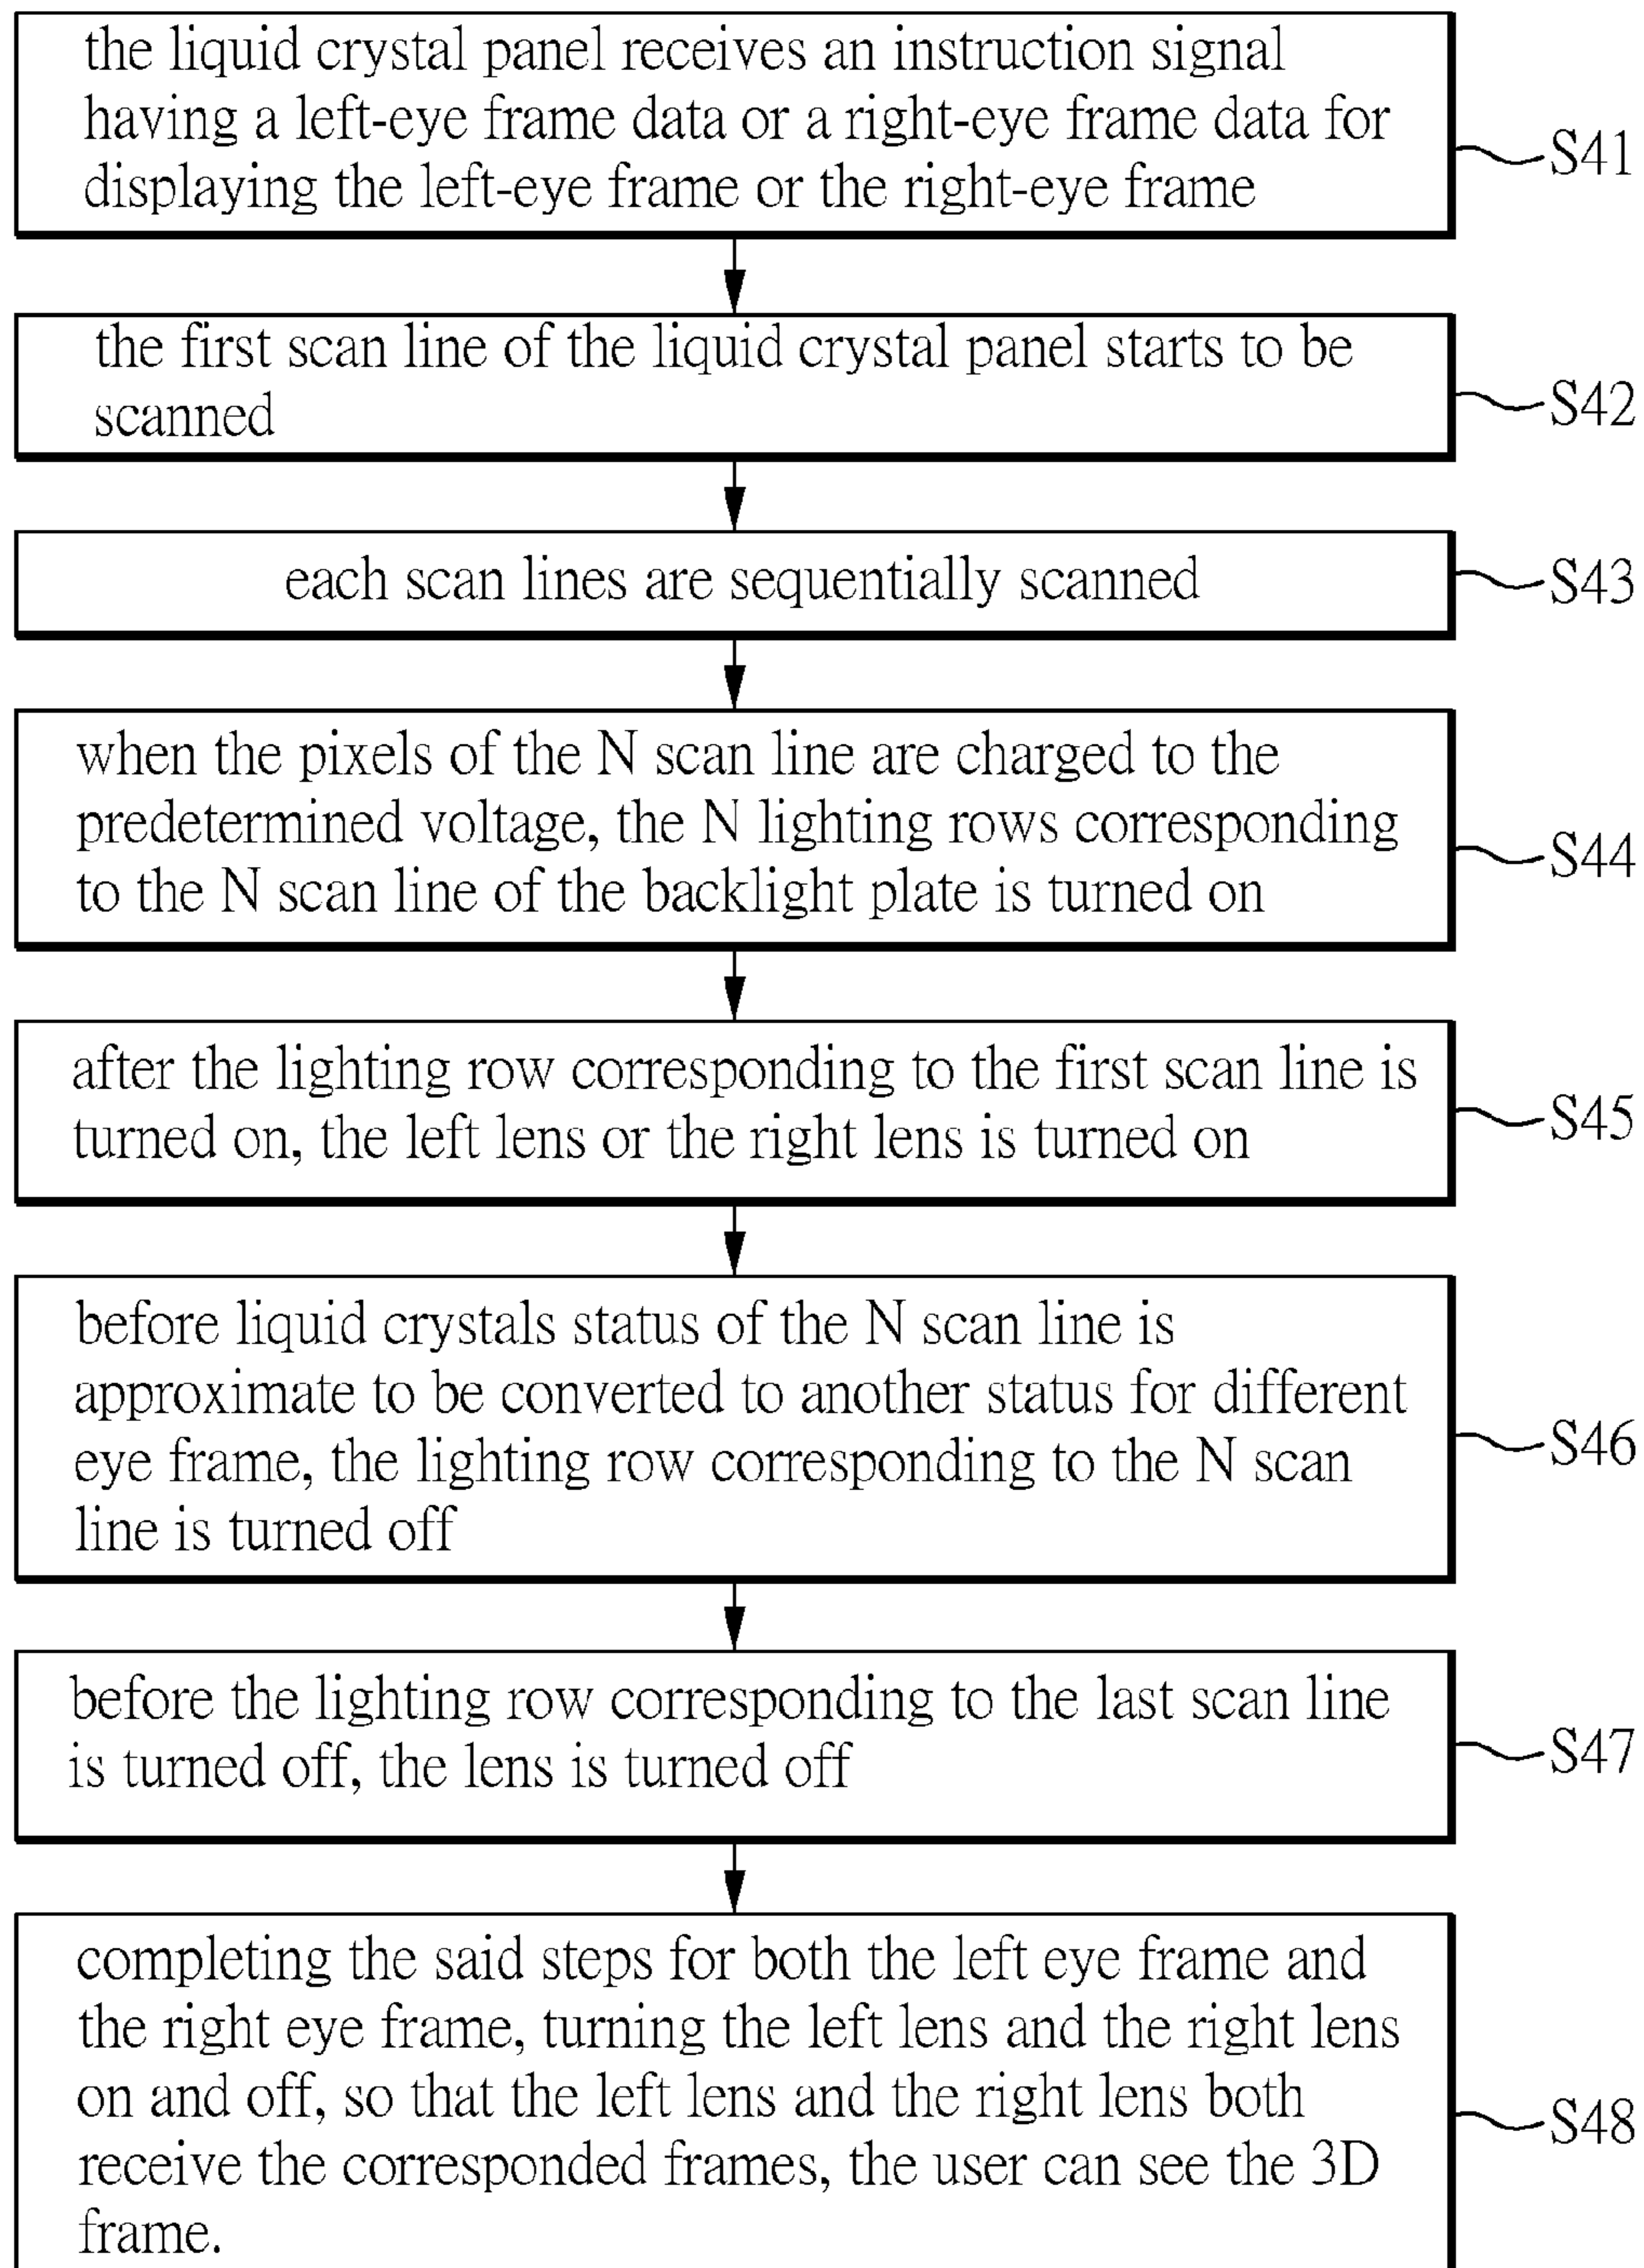 the liquid crystal panel receives an instruction signal
having a left-eye frame data or a right-eye frame data for
displaying the left-eye frame or the right-eye frame
S41
the first scan line of the liquid crystal panel starts to be
scanned
S42
each scan lines are sequentially scanned
S43
when the pixels of the N scan line are charged to the
predetermined voltage, the N lighting rows corresponding
to the N scan line of the backlight plate is turned on
S44
after the lighting row corresponding to the first scan line is
turned on, the left lens or the right lens is turned on
S45
before liquid crystals status of the N scan line is
approximate to be converted to another status for different
eye frame, the lighting row corresponding to the N scan
line is turned off
S46
before the lighting row corresponding to the last scan line
is turned off, the lens is turned off
S47
completing the said steps for both the left eye frame and
the right eye frame, turning the left lens and the right lens
on and off, so that the left lens and the right lens both
receive the corresponded frames, the user can see the 3D
frame.
S48